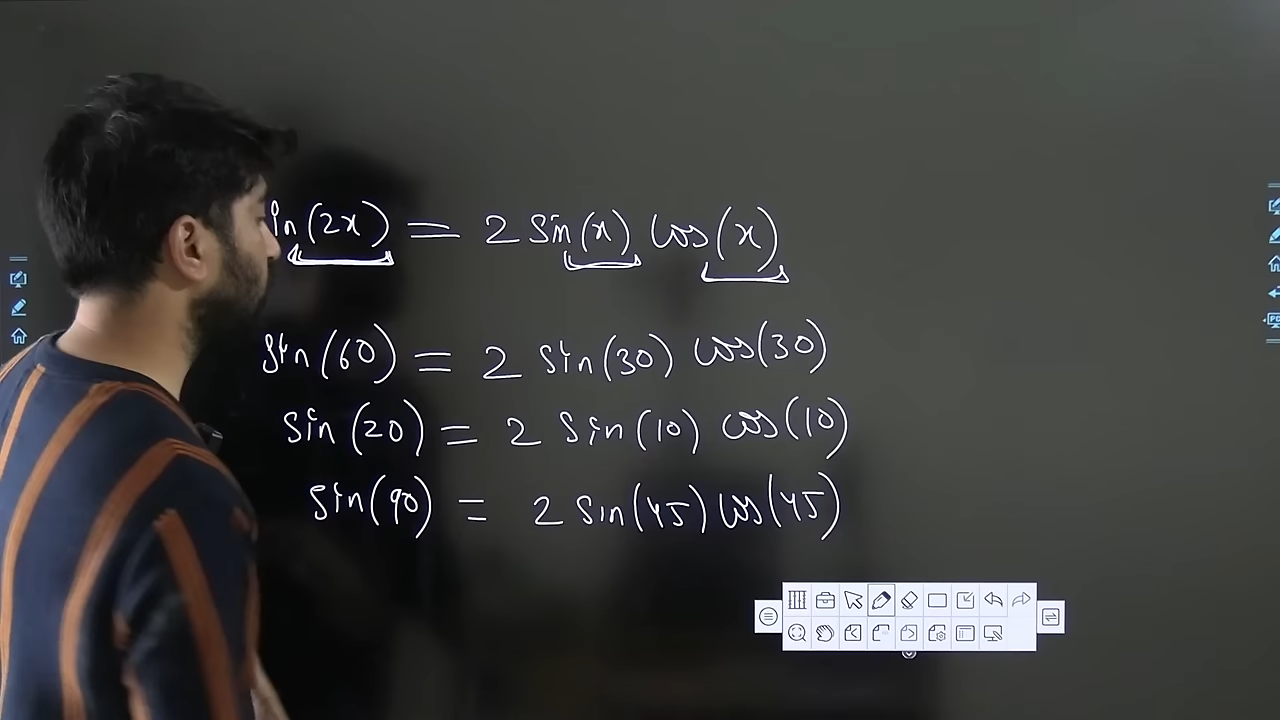 in(2x) = 2 sin(x) cos(x)
sin(60) = 2 sin(30) cos(30)
sin(20) = 2 sin(10) cos(10)
sin(90) = 2 sin(45) cos(45)